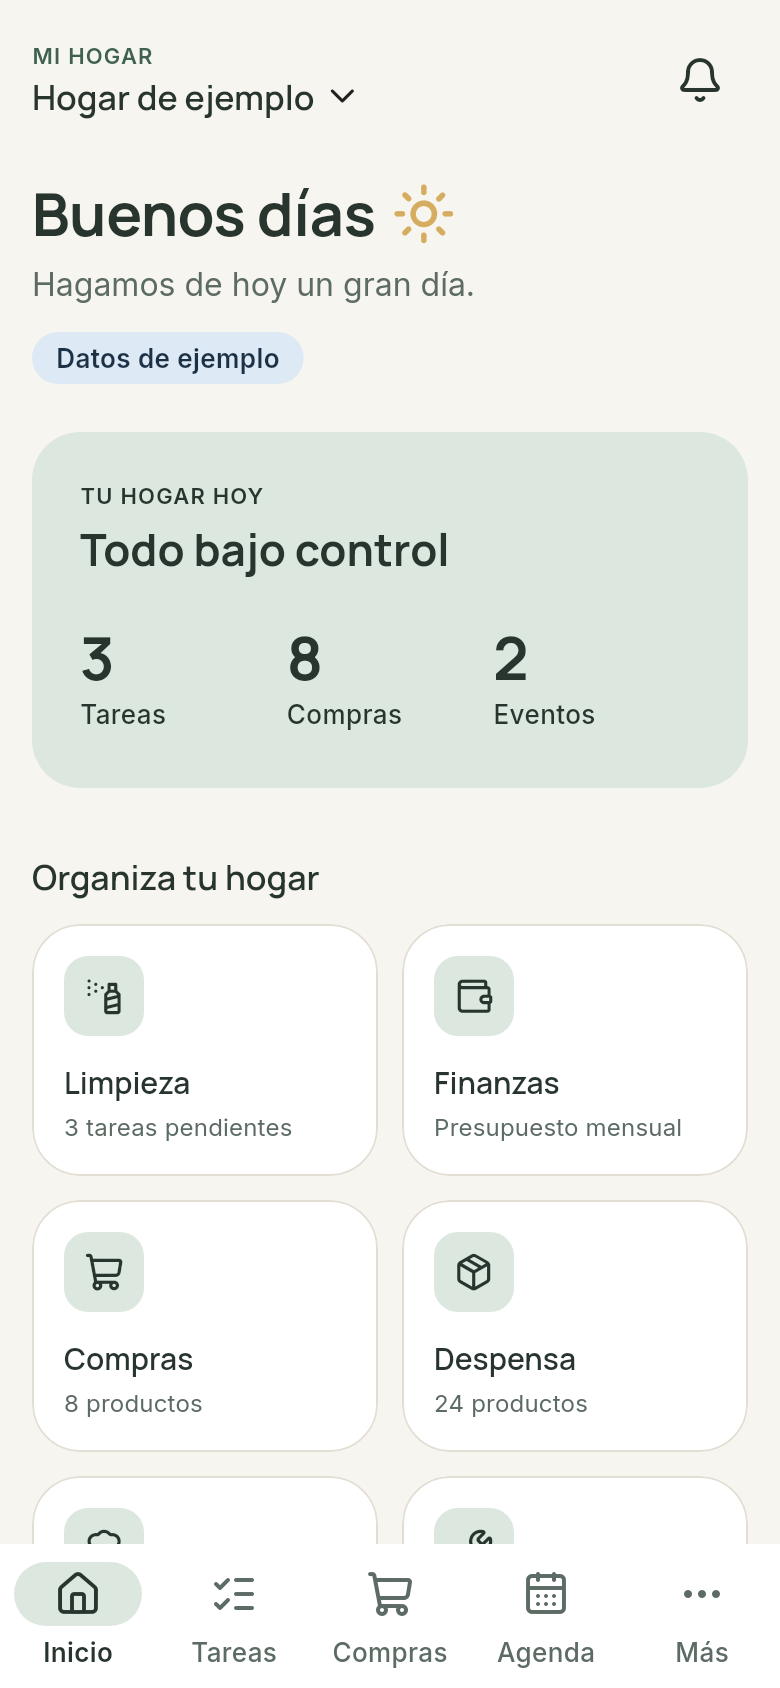 MI HOGAR
Hogar de ejemplo
Buenos días
Hagamos de hoy un gran día.
Datos de ejemplo
TU HOGAR HOY
Todo bajo control
3 8 2
Tareas Compras Eventos
Organiza tu hogar
Limpieza Finanzas
3 tareas pendientes Presupuesto mensual
Compras Despensa
8 productos 24 productos
Inicio Tareas Compras Agenda Más